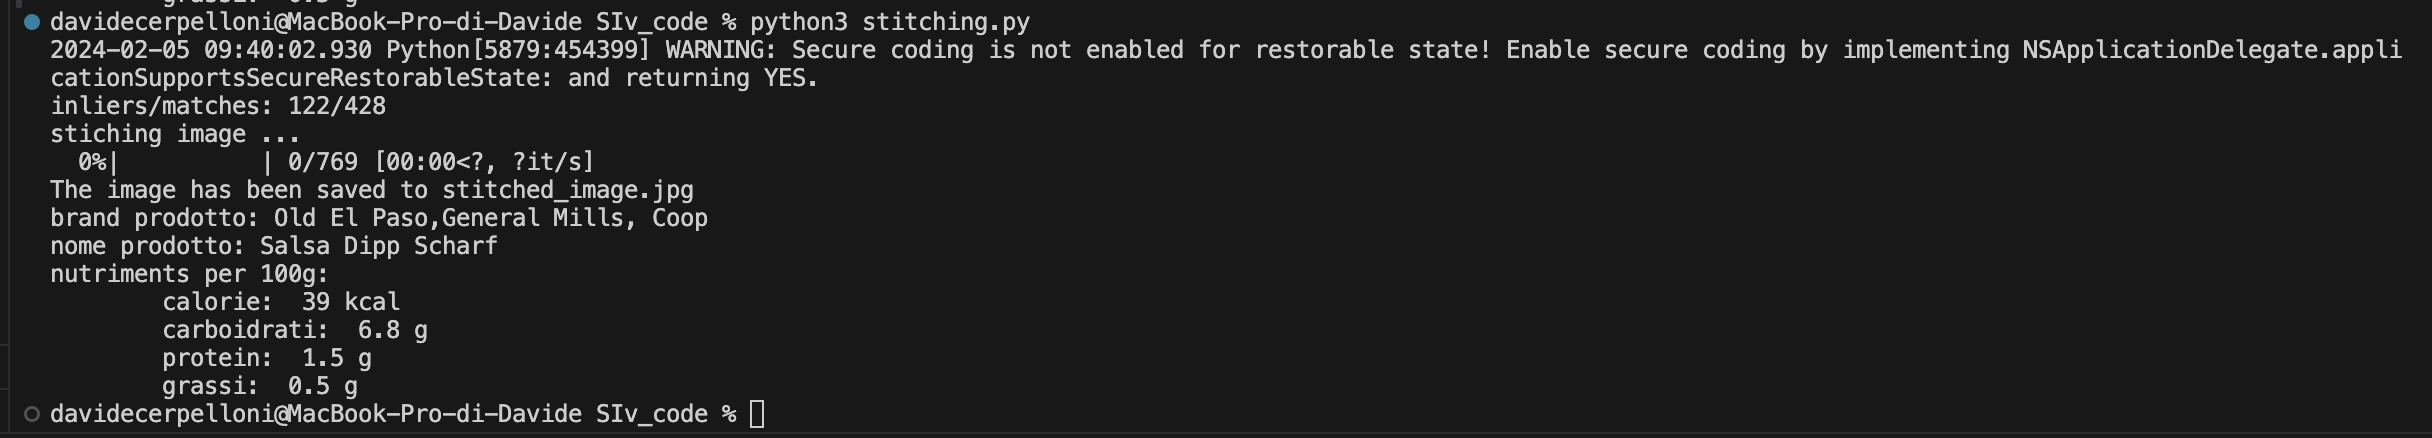 grassi: 0.5 g
davidecerpelloni@MacBook-Pro-di-Davide SIv_code % python3 stitching.py
2024-02-05 09:40:02.930 Python[5879:454399] WARNING: Secure coding is not enabled for restorable state! Enable secure coding by implementing NSApplicationDelegate.appli
cationSupportsSecureRestorableState: and returning YES.
inliers/matches: 122/428
stiching image ...
  0%|          | 0/769 [00:00<?, ?it/s]
The image has been saved to stitched_image.jpg
brand prodotto: Old El Paso,General Mills, Coop
nome prodotto: Salsa Dipp Scharf
nutriments per 100g:
        calorie:  39 kcal
        carboidrati:  6.8 g
        protein:  1.5 g
        grassi:  0.5 g
davidecerpelloni@MacBook-Pro-di-Davide SIv_code %